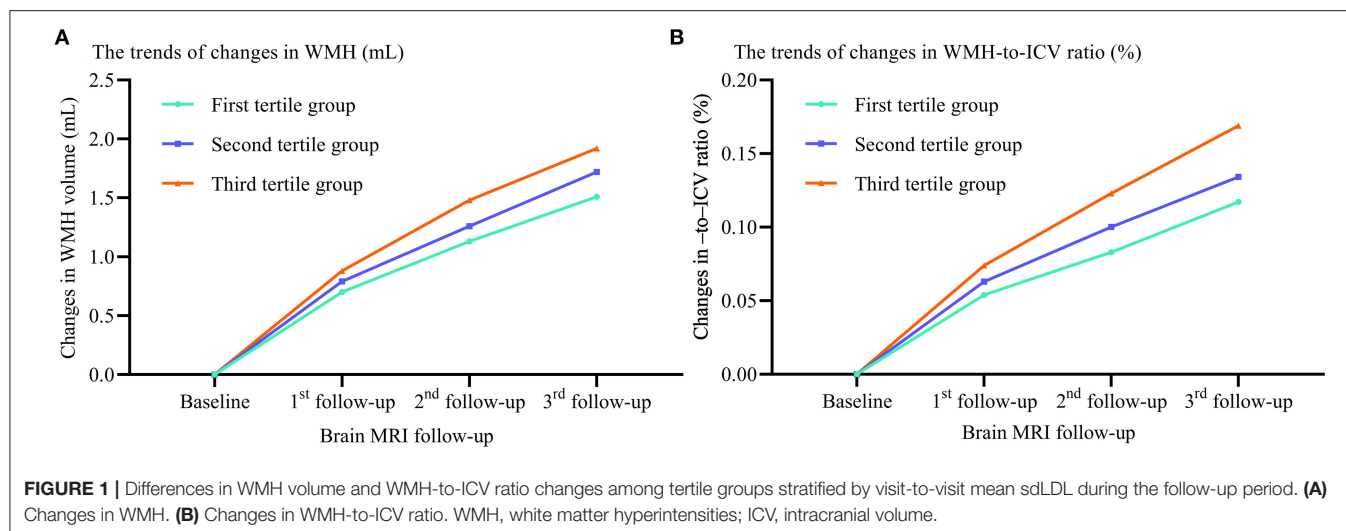 A
The trends of changes in WMH (mL)
2.5
2.0
1.5
1.0
0.5
0.0
Changes in WMH volume (mL)
First tertile group
Second tertile group
Third tertile group
Baseline 1st follow-up 2nd follow-up 3rd follow-up
Brain MRI follow-up
B
The trends of changes in WMH-to-ICV ratio (%)
0.20
0.15
0.10
0.05
0.00
Changes in –to–ICV ratio (%)
First tertile group
Second tertile group
Third tertile group
Baseline 1st follow-up 2nd follow-up 3rd follow-up
Brain MRI follow-up
FIGURE 1 | Differences in WMH volume and WMH-to-ICV ratio changes among tertile groups stratified by visit-to-visit mean sdLDL during the follow-up period. (A)
Changes in WMH. (B) Changes in WMH-to-ICV ratio. WMH, white matter hyperintensities; ICV, intracranial volume.